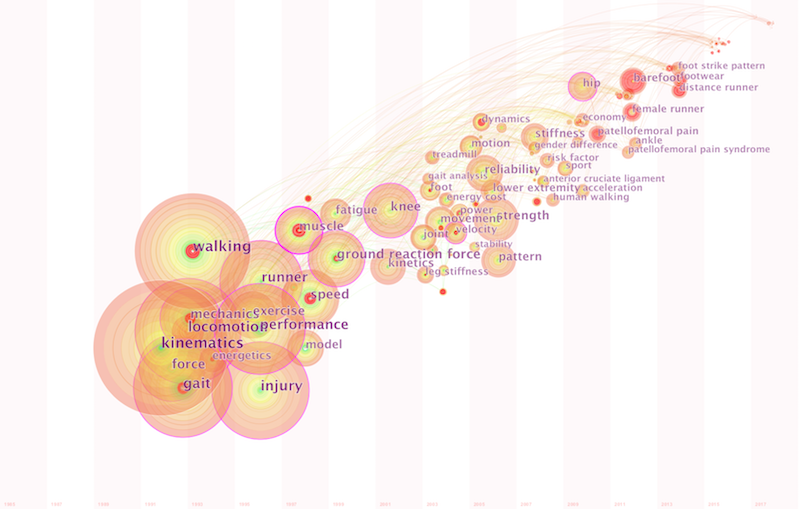 foot strike pattern
barefoot
footwear
hip
distance runner
female runner
dynamics
economy
stiffness
patellofemoral pain
ankle
motion
gender difference
patellofemoral pain syndrome
treadmill
risk factor
sport
reliability
gait analysis
anterior cruciate ligament
foot
lower extremity
acceleration
energy cost
human walking
knee
fatigue
power
movement
strength
muscle
velocity
joint
stability
walking
ground reaction force
pattern
kinetics
leg stiffness
runner
speed
mechanics
exercise
locomotion
performance
kinematics
model
energetics
force
gait
injury